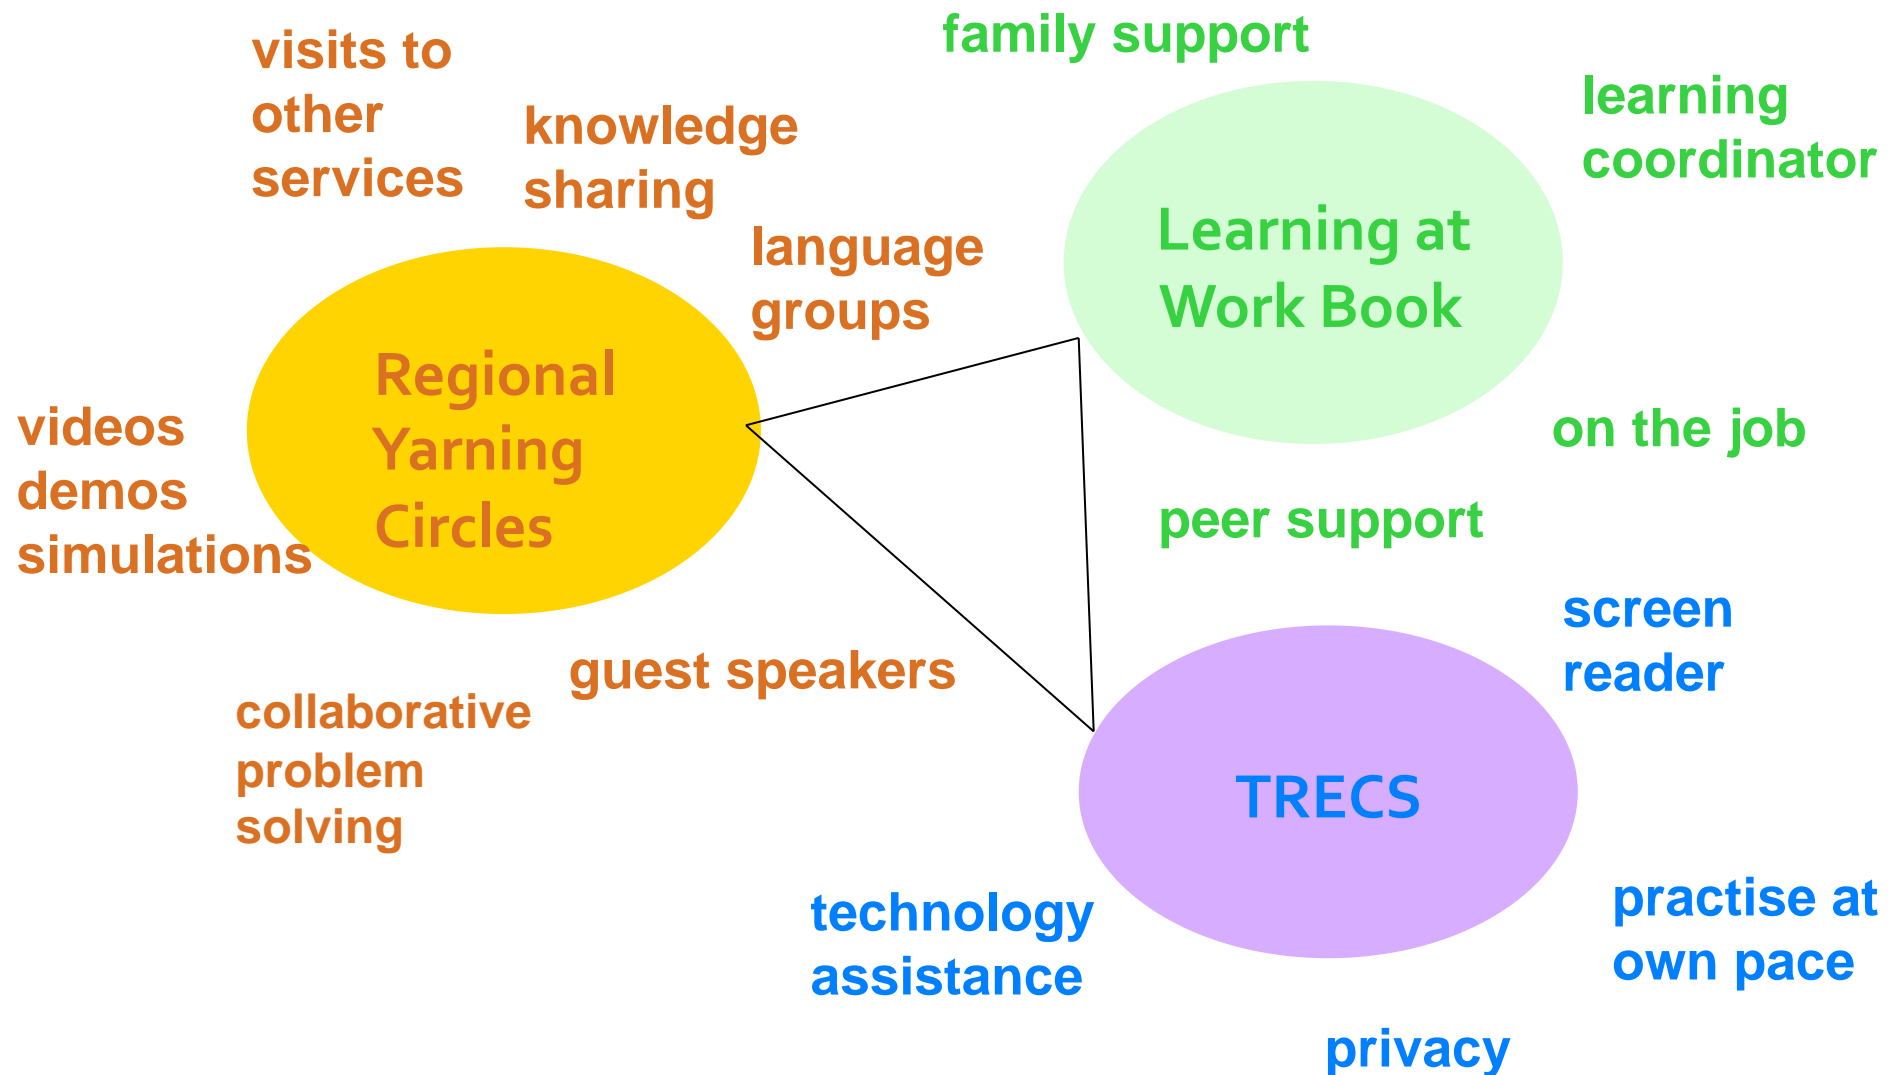 visits to
other
services
knowledge
sharing
language
groups
Regional
Yarning
Circles
videos
demos
simulations
guest speakers
collaborative
problem
solving
family support
learning
coordinator
Learning at
Work Book
on the job
peer support
screen
reader
TRECS
technology
assistance
practise at
own pace
privacy